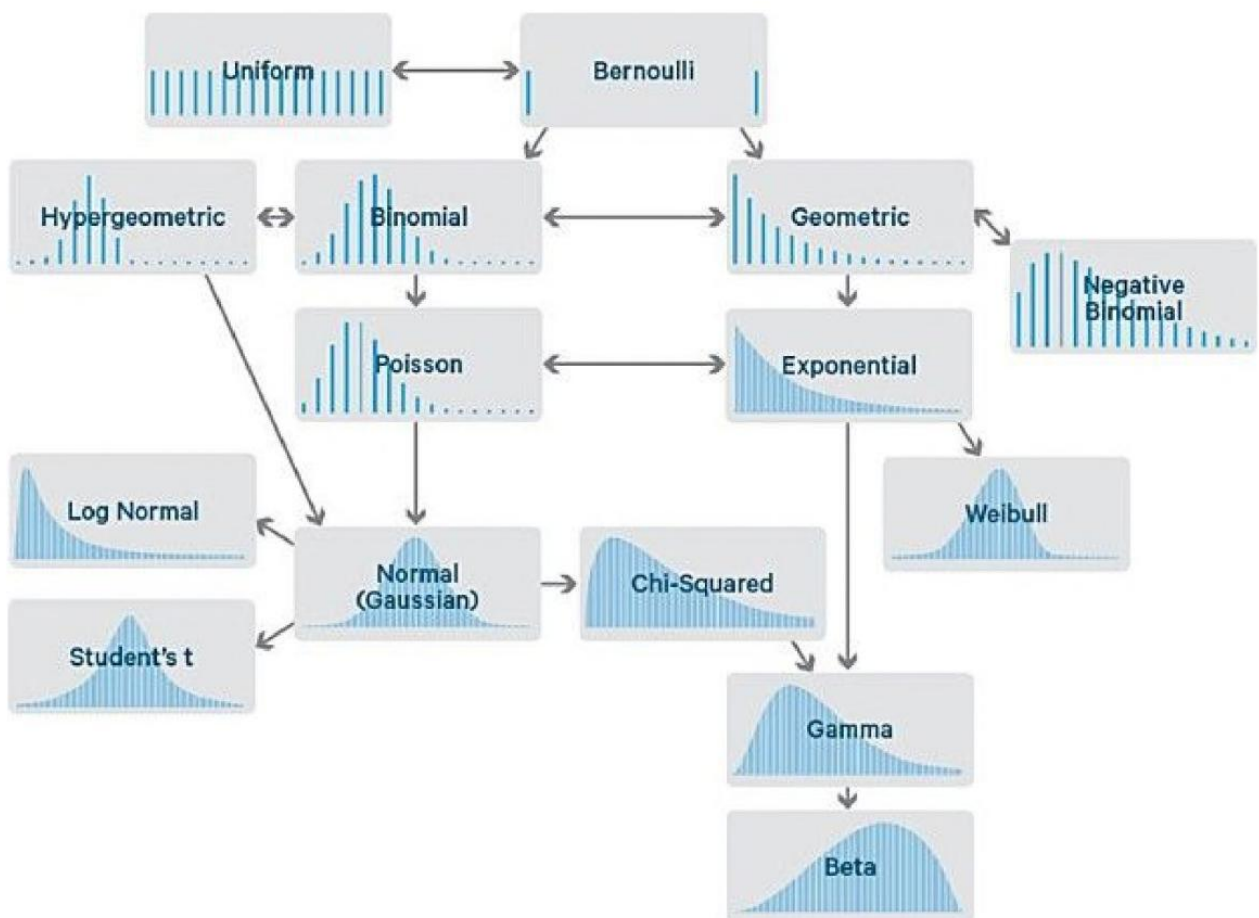 Uniform
Bernoulli
Hypergeometric
Binomial
Geometric
Negative
Binomial
Poisson
Exponential
Log Normal
Weibull
Normal
(Gaussian)
Chi-Squared
Student's t
Gamma
Beta